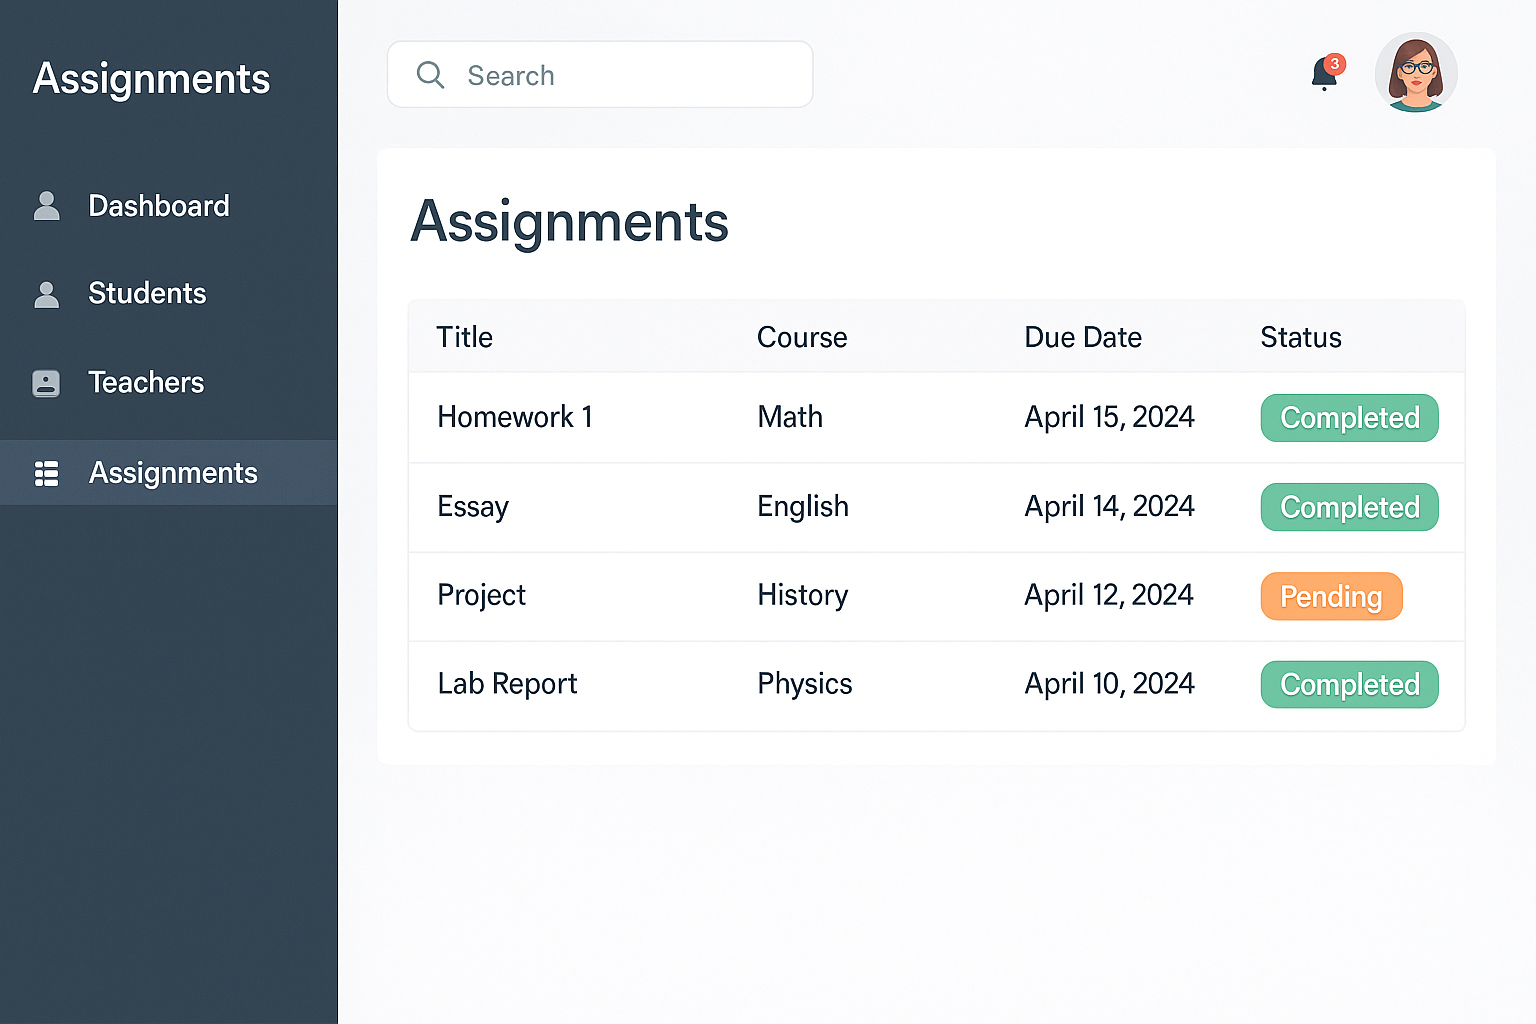 Assignments
Dashboard
Students
Teachers
Assignments
Search
3
Assignments
Title Course Due Date Status
Homework 1 Math April 15, 2024 Completed
Essay English April 14, 2024 Completed
Project History April 12, 2024 Pending
Lab Report Physics April 10, 2024 Completed